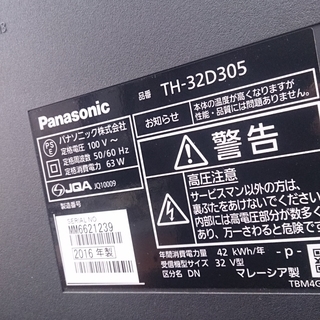 Panasonic
品番 TH-32D305
パナソニック株式会社
定格電圧 100 V～
定格周波数 50/60 Hz
定格消費電力 63 W
PS
E
JQA JQ10009
製造番号
SERIAL NO.
MM6621239
2016 年製
お知らせ
本体の温度が高くなりますが
性能・品質には問題ありません。
警告
高圧注意
サービスマン以外の方は、
裏ぶたをあけないでください
内部には高電圧部分が数多く
あり、万一さわると危険です
年間消費電力量 42 kWh/年
受信機型サイズ 32 V型
区分名 DN
- p -
マレーシア製
TBM4G